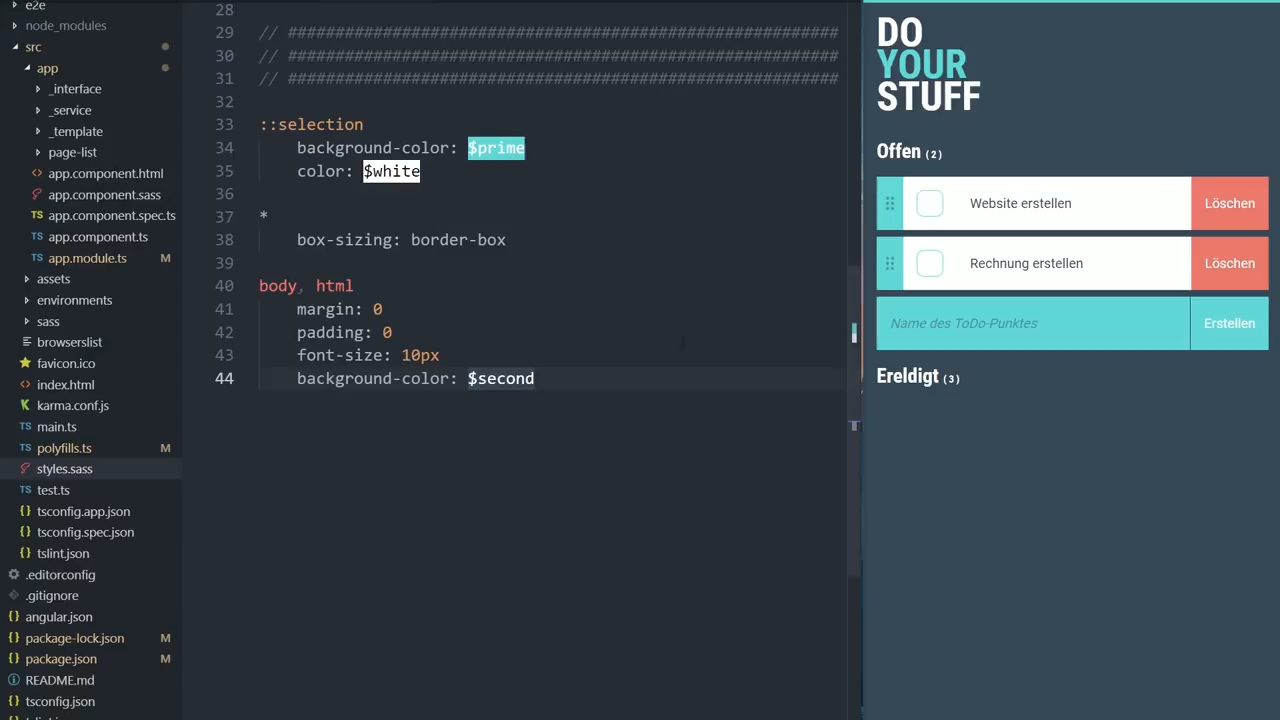 e2e
node_modules
src
app
_interface
_service
_template
page-list
app.component.html
app.component.sass
TS app.component.spec.ts
TS app.component.ts
app.module.ts M
assets
environments
sass
browserslist
favicon.ico
index.html
karma.conf.js
TS main.ts
TS polyfills.ts M
styles.sass
TS test.ts
{} tsconfig.app.json
{} tsconfig.spec.json
{} tslint.json
.editorconfig
.gitignore
{} angular.json
{} package-lock.json M
{} package.json M
README.md
{} tsconfig.json
28
29 // ##########################################################
30 // ##########################################################
31 // ##########################################################
32
33 ::selection
34 background-color: $prime
35 color: $white
36
37 *
38 box-sizing: border-box
39
40 body, html
41 margin: 0
42 padding: 0
43 font-size: 10px
44 background-color: $second
DO
YOUR
STUFF
Offen (2)
Website erstellen Löschen
Rechnung erstellen Löschen
Name des ToDo-Punktes Erstellen
Ereldigt (3)